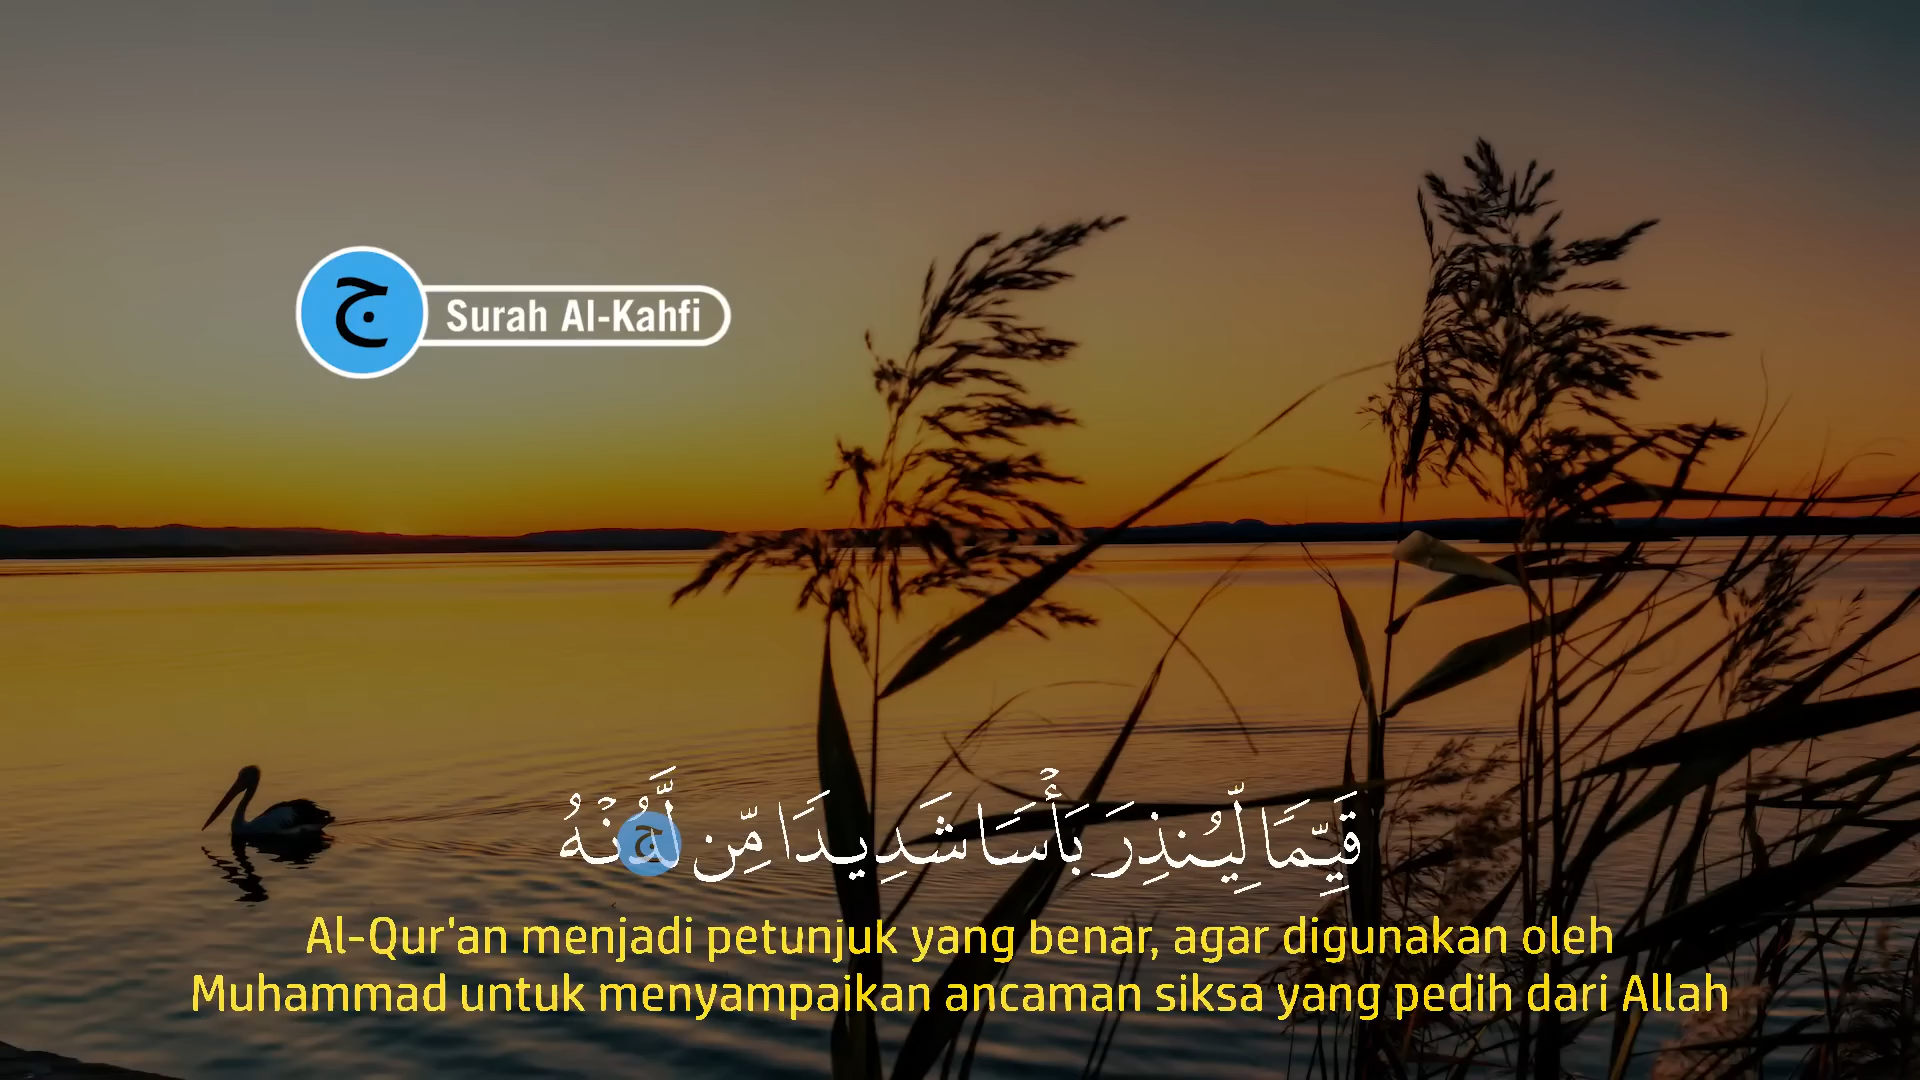 ج
Surah Al-Kahfi
قَيِّمًا لِّيُنذِرَ بَأْسًا شَدِيدًا مِّن لَّدُنْهُ
ج
Al-Qur'an menjadi petunjuk yang benar, agar digunakan oleh
Muhammad untuk menyampaikan ancaman siksa yang pedih dari Allah